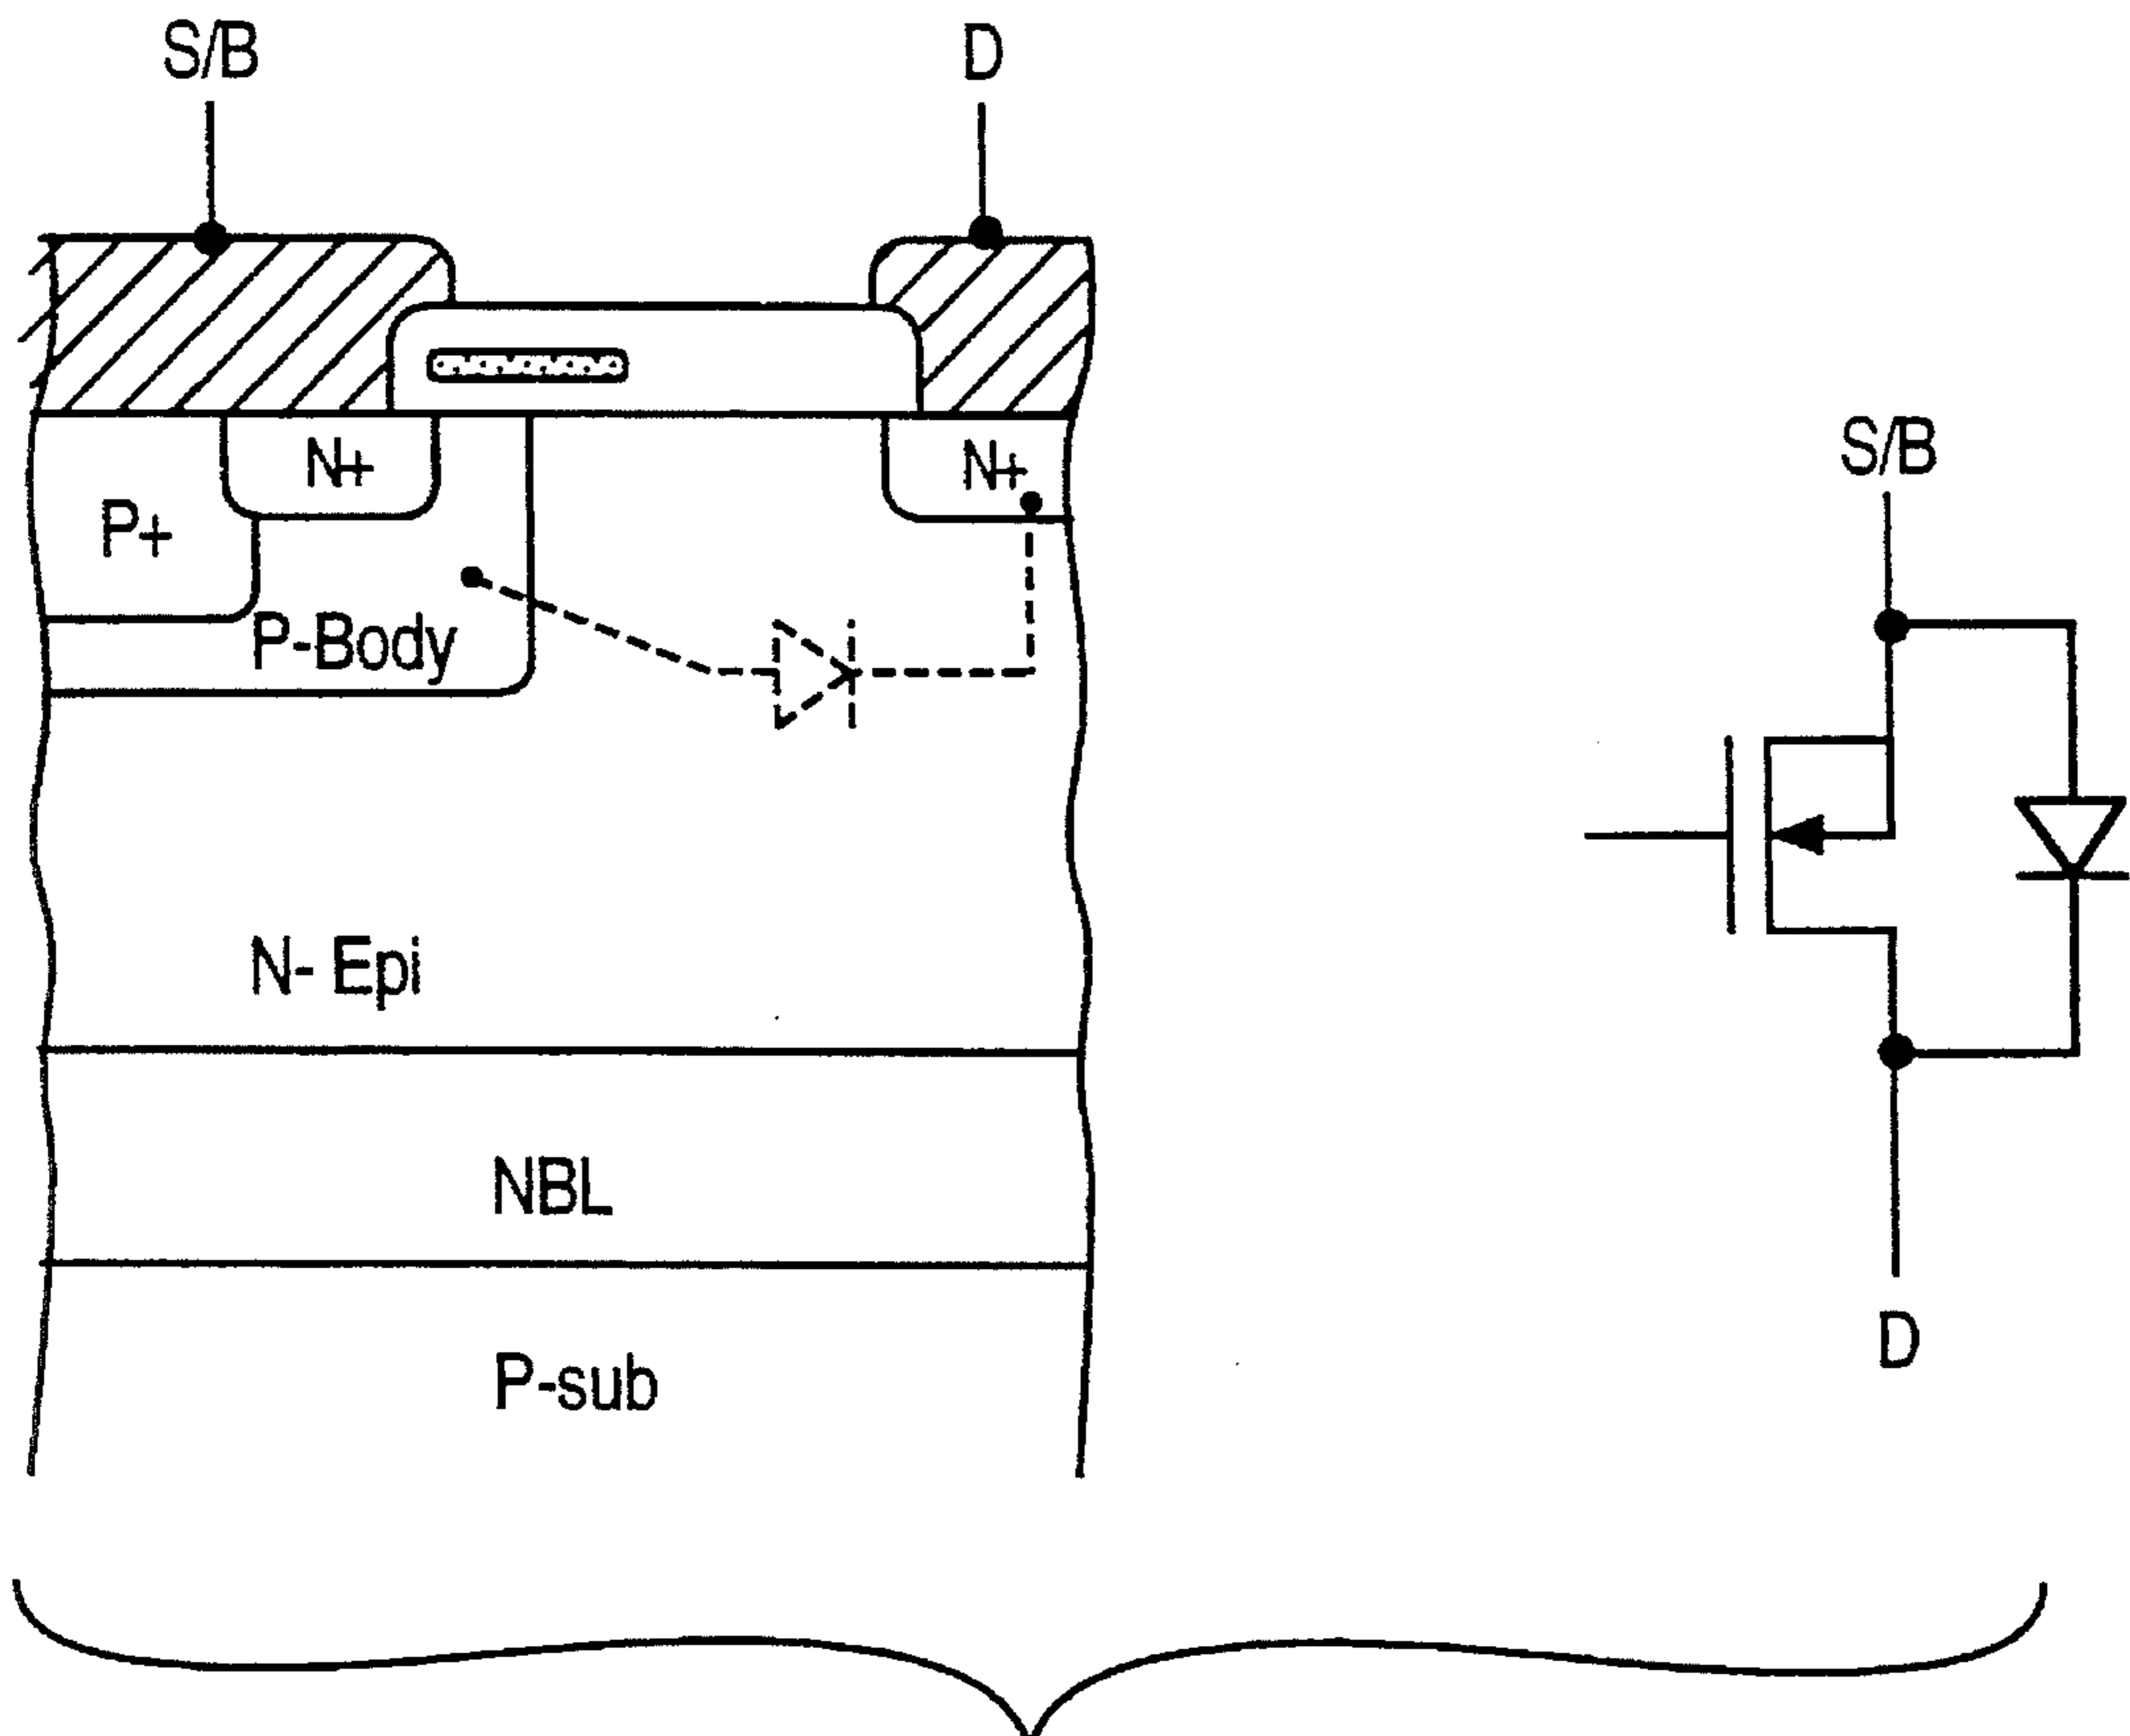 S/B
D
N+
N+
P+
P-Body
N- Epi
NBL
P-sub
S/B
D